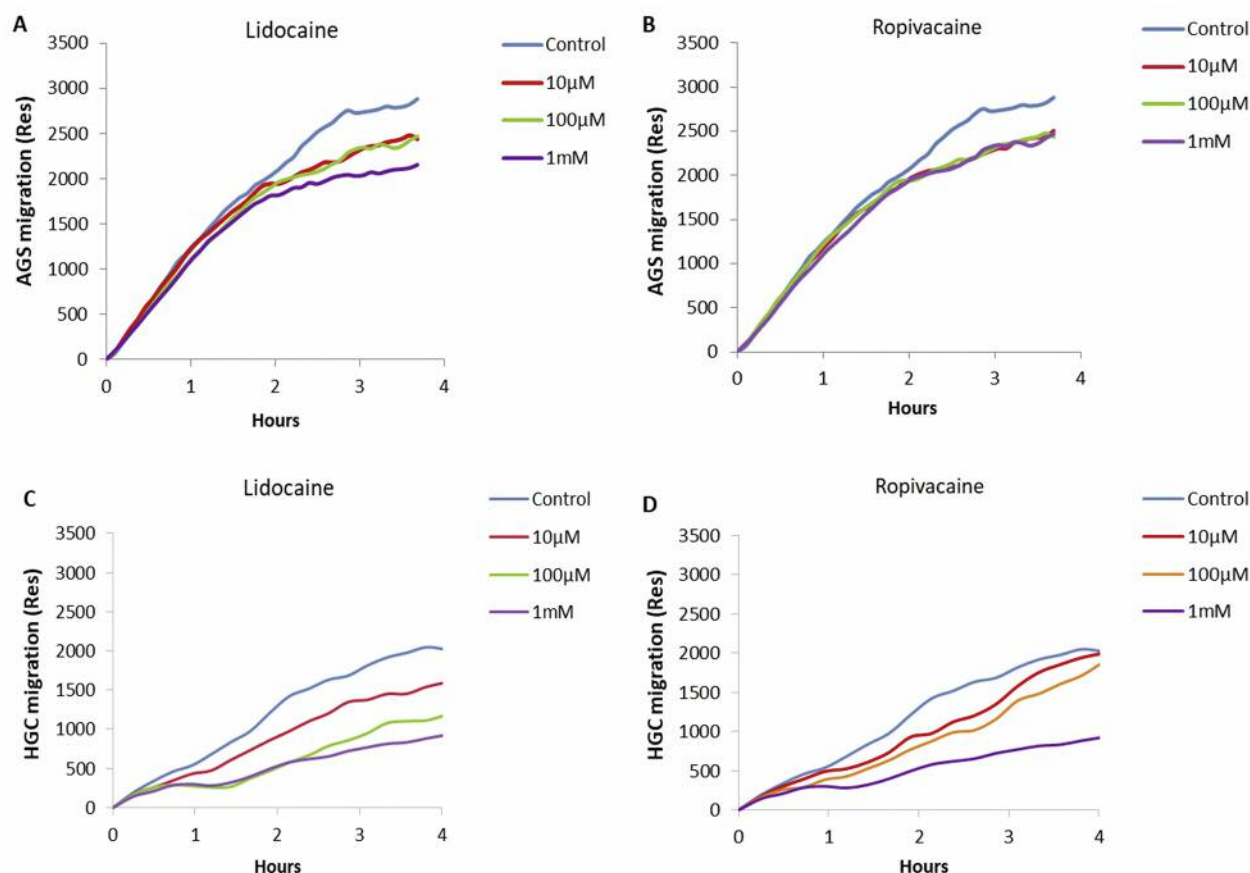 A
Lidocaine
AGS migration (Res)
3500
3000
2500
2000
1500
1000
500
0
0 1 2 3 4
Hours
Control
10µM
100µM
1mM
B
Ropivacaine
AGS migration (Res)
3500
3000
2500
2000
1500
1000
500
0
0 1 2 3 4
Hours
Control
10µM
100µM
1mM
C
Lidocaine
HGC migration (Res)
3500
3000
2500
2000
1500
1000
500
0
0 1 2 3 4
Hours
Control
10µM
100µM
1mM
D
Ropivacaine
HGC migration (Res)
3500
3000
2500
2000
1500
1000
500
0
0 1 2 3 4
Hours
Control
10µM
100µM
1mM